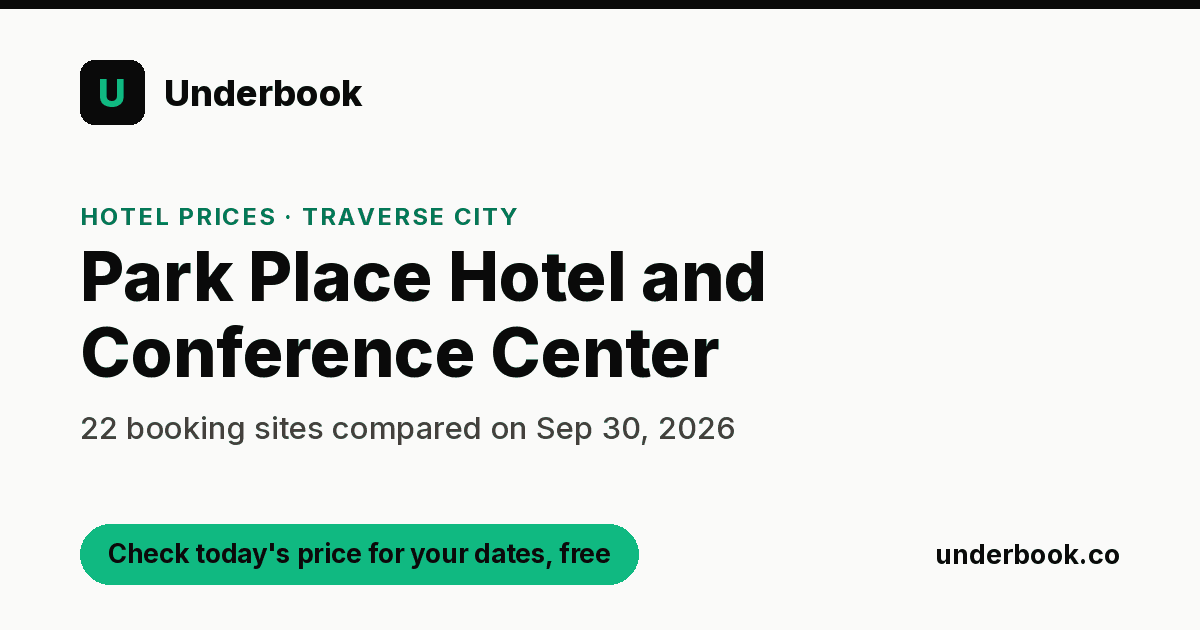 U Underbook
HOTEL PRICES · TRAVERSE CITY
Park Place Hotel and
Conference Center
22 booking sites compared on Sep 30, 2026
Check today's price for your dates, free
underbook.co